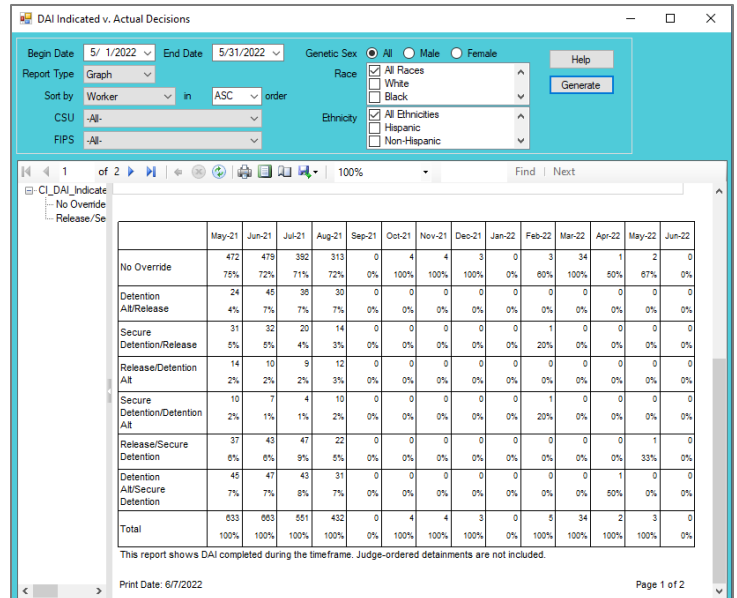 DAI Indicated v. Actual Decisions
Begin Date 5/ 1/2022 End Date 5/31/2022 Genetic Sex All Male Female Help
Report Type Graph Race All Races Generate
White
Black
Sort by Worker in ASC order
CSU -All- Ethnicity All Ethnicities
Hispanic
Non-Hispanic
FIPS -All-
1 of 2 100% Find | Next
CI_DAI_Indicate
No Override
Release/Se
May-21 Jun-21 Jul-21 Aug-21 Sep-21 Oct-21 Nov-21 Dec-21 Jan-22 Feb-22 Mar-22 Apr-22 May-22 Jun-22
No Override 472 479 392 313 0 4 4 3 0 3 34 1 2 0
75% 72% 71% 72% 0% 100% 100% 100% 0% 60% 100% 50% 67% 0%
Detention 24 45 36 30 0 0 0 0 0 0 0 0 0 0
Alt/Release 4% 7% 7% 7% 0% 0% 0% 0% 0% 0% 0% 0% 0% 0%
Secure 31 32 20 14 0 0 0 0 0 1 0 0 0 0
Detention/Release 5% 5% 4% 3% 0% 0% 0% 0% 0% 20% 0% 0% 0% 0%
Release/Detention 14 10 9 12 0 0 0 0 0 0 0 0 0 0
Alt 2% 2% 2% 3% 0% 0% 0% 0% 0% 0% 0% 0% 0% 0%
Secure 10 7 4 10 0 0 0 0 0 1 0 0 0 0
Detention/Detention 2% 1% 1% 2% 0% 0% 0% 0% 0% 20% 0% 0% 0% 0%
Alt
Release/Secure 37 43 47 22 0 0 0 0 0 0 0 0 1 0
Detention 6% 6% 9% 5% 0% 0% 0% 0% 0% 0% 0% 0% 33% 0%
Detention 45 47 43 31 0 0 0 0 0 0 0 1 0 0
Alt/Secure 7% 7% 8% 7% 0% 0% 0% 0% 0% 0% 0% 50% 0% 0%
Detention
Total 633 663 551 432 0 4 4 3 0 5 34 2 3 0
100% 100% 100% 100% 0% 100% 100% 100% 0% 100% 100% 100% 100% 0%
This report shows DAI completed during the timeframe. Judge-ordered detainments are not included.
Print Date: 6/7/2022 Page 1 of 2